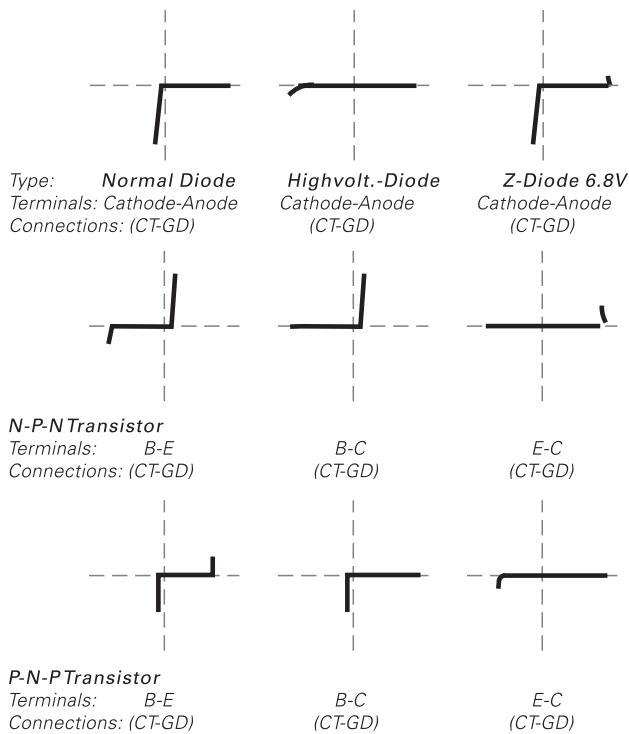 Type: Normal Diode Highvolt.-Diode Z-Diode 6.8V
Terminals: Cathode-Anode Cathode-Anode Cathode-Anode
Connections: (CT-GD) (CT-GD) (CT-GD)
N-P-N Transistor
Terminals: B-E B-C E-C
Connections: (CT-GD) (CT-GD) (CT-GD)
P-N-P Transistor
Terminals: B-E B-C E-C
Connections: (CT-GD) (CT-GD) (CT-GD)